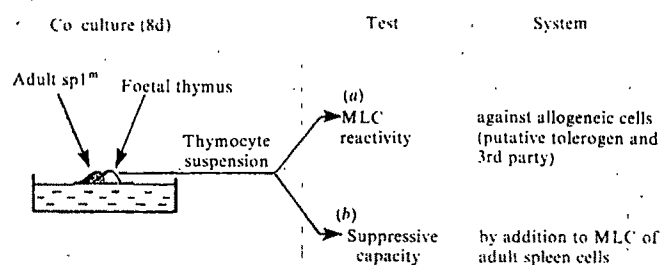 Co culture (8d)
Test
System
Adult spl^m
Foetal thymus
Thymocyte
suspension
(a)
MLC
reactivity
against allogeneic cells
(putative tolerogen and
3rd party)
(b)
Suppressive
capacity
by addition to MLC of
adult spleen cells